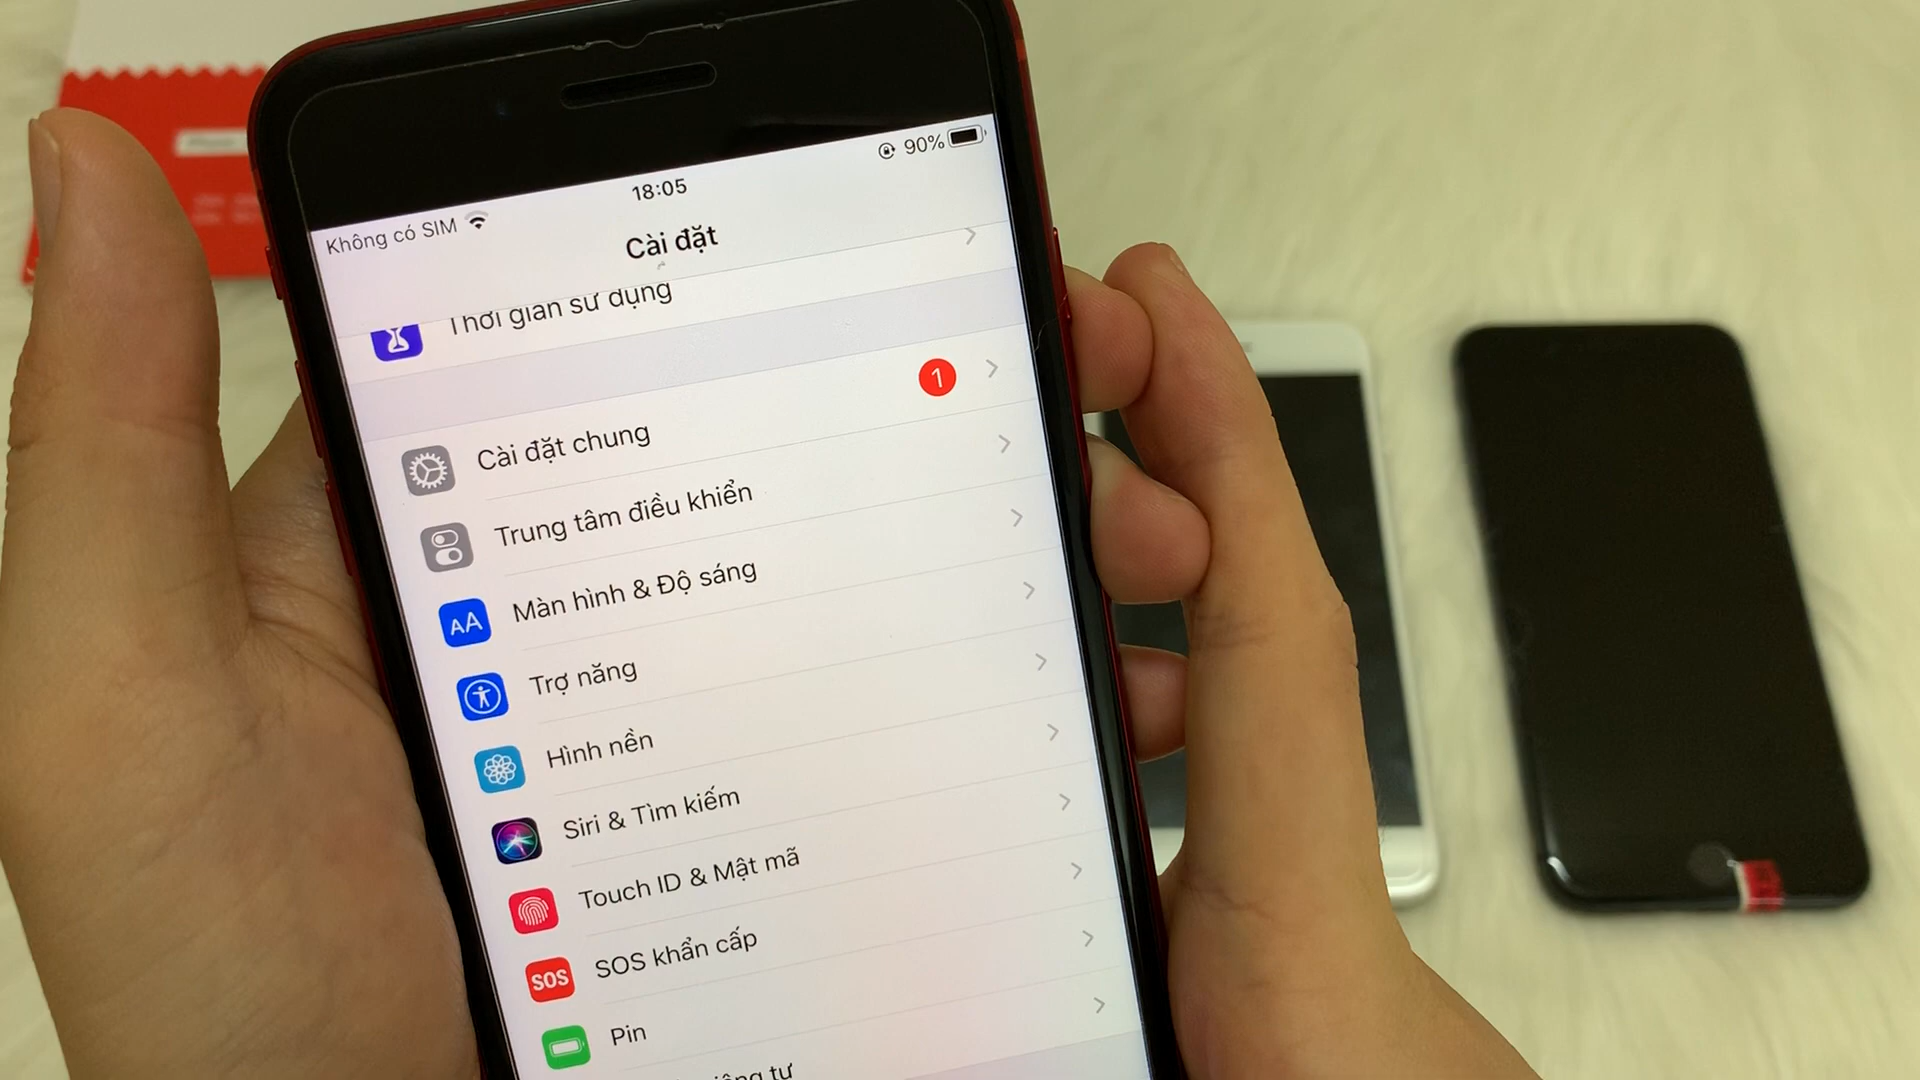 90%
18:05
Không có SIM
Cài đặt
Thời gian sử dụng
1
Cài đặt chung
Trung tâm điều khiển
AA
Màn hình & Độ sáng
Trợ năng
Hình nền
Siri & Tìm kiếm
Touch ID & Mật mã
SOS
SOS khẩn cấp
Pin